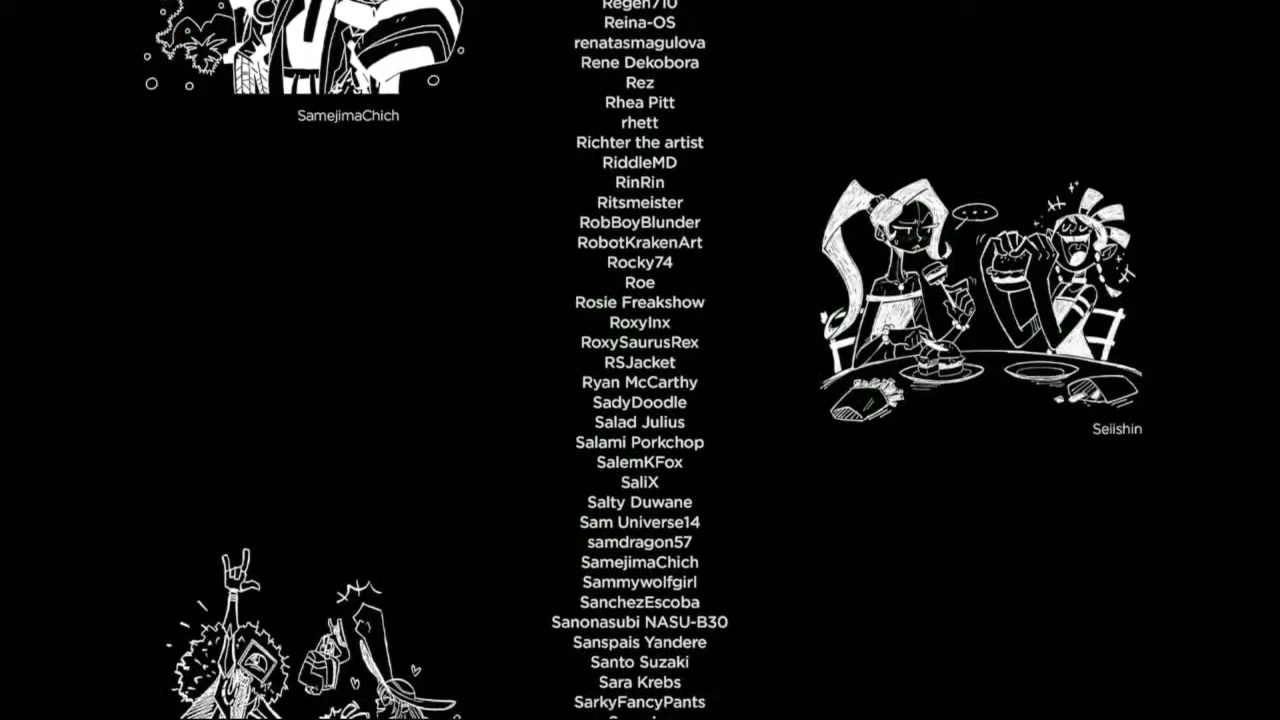 Regen710
Reina-OS
renatasmagulova
Rene Dekobora
Rez
Rhea Pitt
SamejimaChich
rhett
Richter the artist
RiddleMD
RinRin
Ritsmeister
RobBoyBlunder
RobotKrakenArt
Rocky74
Roe
Rosie Freakshow
RoxyInx
RoxySaurusRex
RSJacket
Ryan McCarthy
SadyDoodle
Salad Julius
Seiishin
Salami Porkchop
SalemKFox
SaliX
Salty Duwane
Sam Universe14
samdragon57
SamejimaChich
Sammywolfgirl
SanchezEscoba
Sanonasubi NASU-B30
Sanspais Yandere
Santo Suzaki
Sara Krebs
SarkyFancyPants